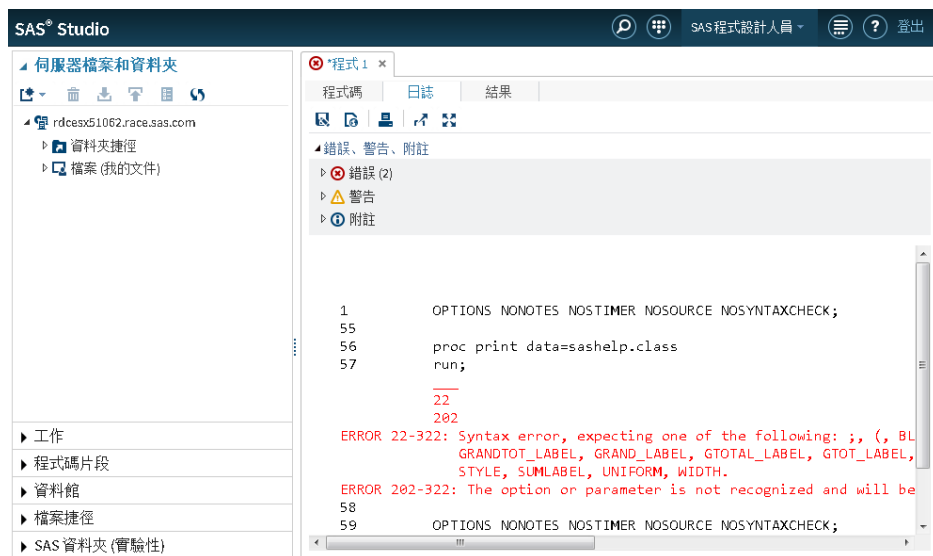 SAS® Studio
SAS程式設計人員
登出
伺服器檔案和資料夾
rdcesx51062.race.sas.com
資料夾捷徑
檔案 (我的文件)
工作
程式碼片段
資料館
檔案捷徑
SAS 資料夾 (實驗性)
*程式 1 ×
程式碼 日誌 結果
錯誤、警告、附註
錯誤 (2)
警告
附註
1 OPTIONS NONOTES NOSTIMER NOSOURCE NOSYNTAXCHECK;
55
56 proc print data=sashelp.class
57 run;
___
22
202
ERROR 22-322: Syntax error, expecting one of the following: ;, (, BL
GRANDTOT_LABEL, GRAND_LABEL, GTOTAL_LABEL, GTOT_LABEL,
STYLE, SUMLABEL, UNIFORM, WIDTH.
ERROR 202-322: The option or parameter is not recognized and will be
58
59 OPTIONS NONOTES NOSTIMER NOSOURCE NOSYNTAXCHECK;